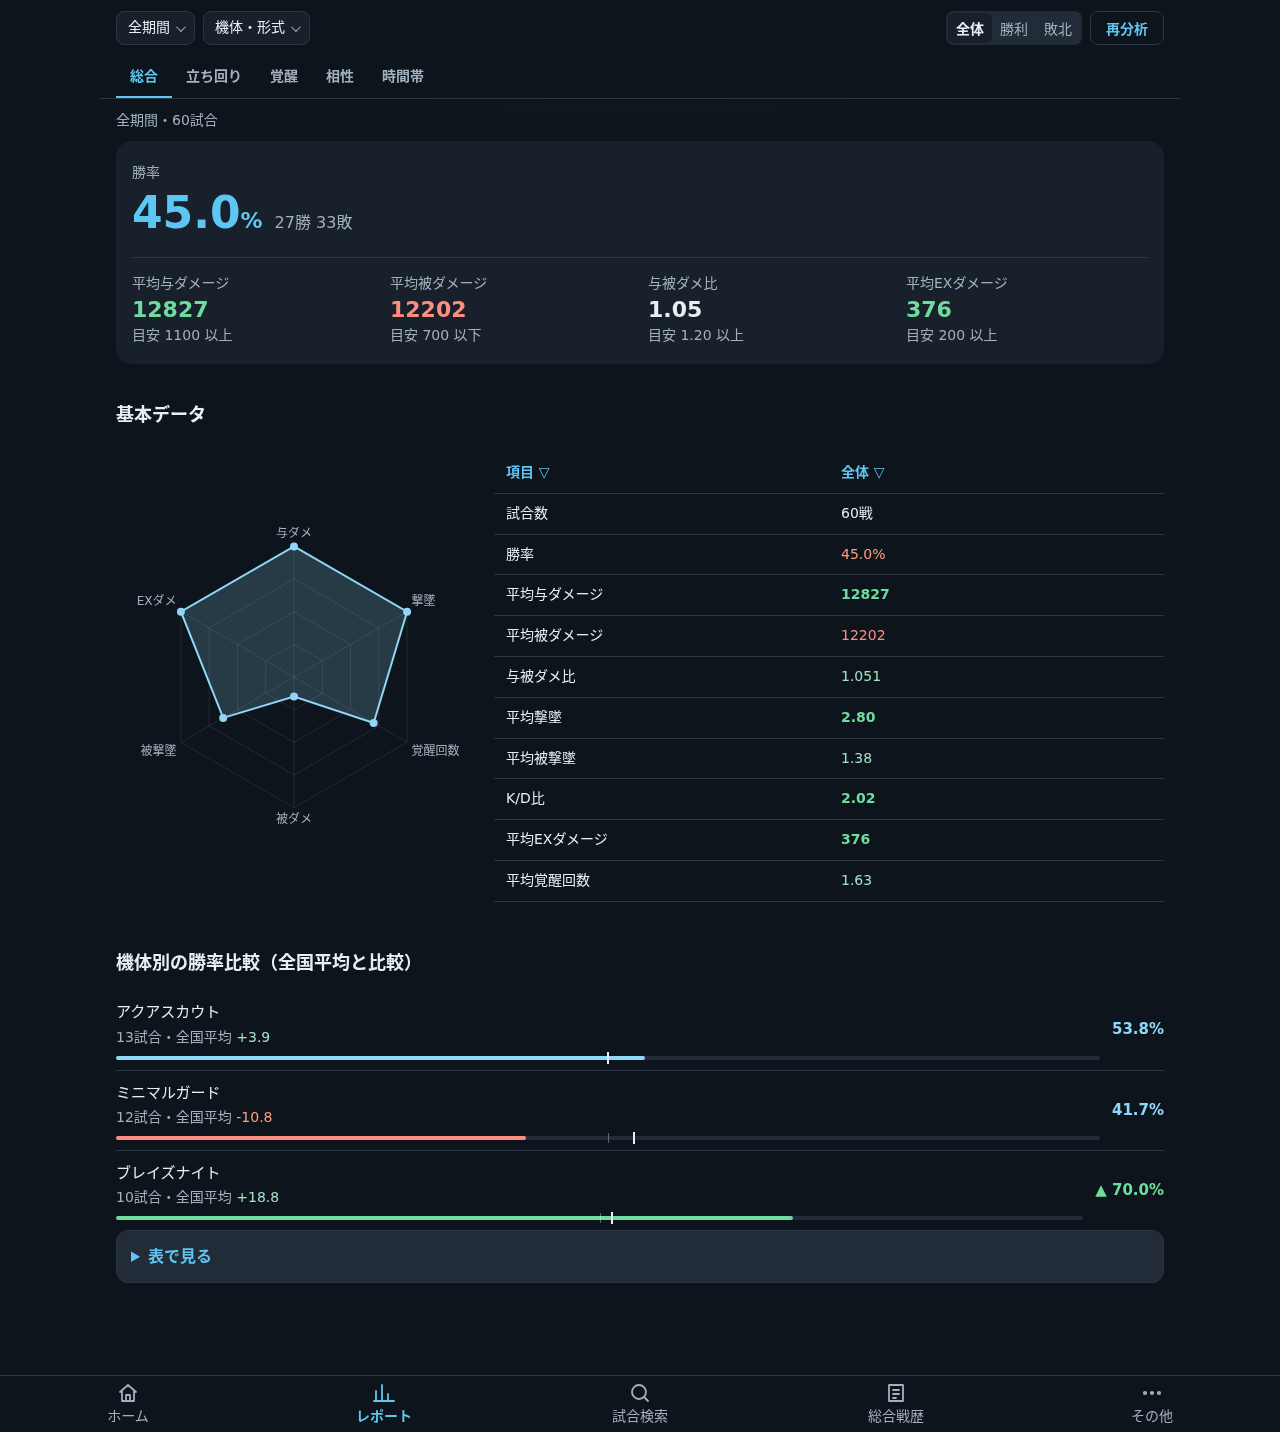 全期間 機体・形式 全体 勝利 敗北 再分析
総合 立ち回り 覚醒 相性 時間帯
全期間・60試合
勝率
45.0% 27勝 33敗
平均与ダメージ 平均被ダメージ 与被ダメ比 平均EXダメージ
12827 12202 1.05 376
目安 1100 以上 目安 700 以下 目安 1.20 以上 目安 200 以上
基本データ
与ダメ
撃墜
覚醒回数
被ダメ
被撃墜
EXダメ
項目 ▽ 全体 ▽
試合数 60戦
勝率 45.0%
平均与ダメージ 12827
平均被ダメージ 12202
与被ダメ比 1.051
平均撃墜 2.80
平均被撃墜 1.38
K/D比 2.02
平均EXダメージ 376
平均覚醒回数 1.63
機体別の勝率比較（全国平均と比較）
アクアスカウト
13試合・全国平均 +3.9
53.8%
ミニマルガード
12試合・全国平均 -10.8
41.7%
ブレイズナイト
10試合・全国平均 +18.8
▲ 70.0%
▶ 表で見る
ホーム レポート 試合検索 総合戦歴 その他